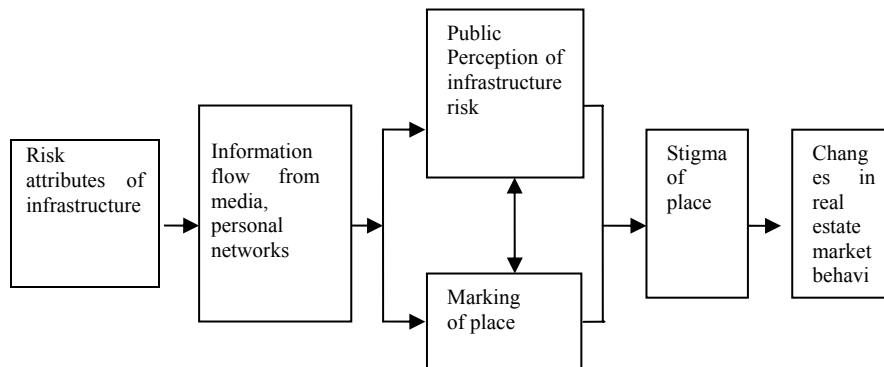 Risk
attributes of
infrastructure
Information
flow from
media,
personal
networks
Public
Perception of
infrastructure
risk
Marking
of place
Stigma
of
place
Chang
es in
real
estate
market
behavi